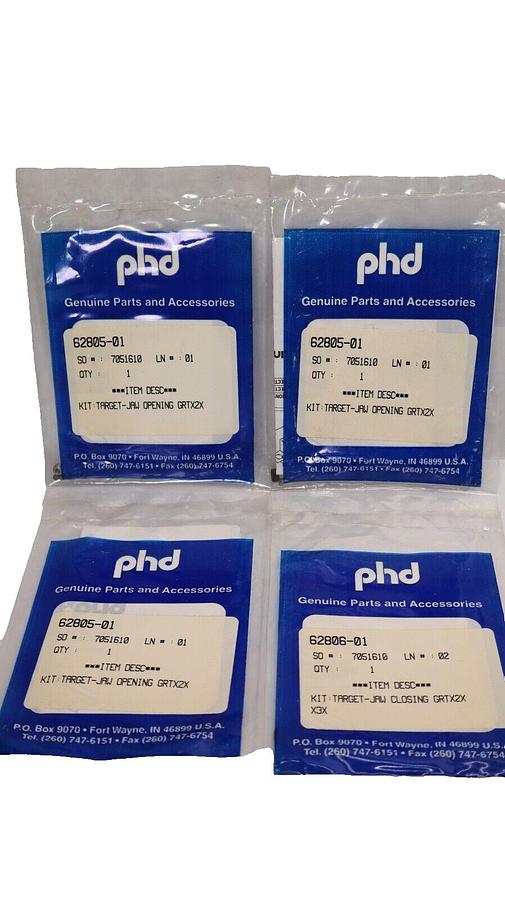 phd
Genuine Parts and Accessories
62805-01
SO # : 7051610 LN # : 01
QTY : 1
***ITEM DESC***
KIT:TARGET-JAW OPENING GRTX2X
P.O. Box 9070 • Fort Wayne, IN 46899 U.S.A.
Tel. (260) 747-6151 • Fax (260) 747-6754
phd
Genuine Parts and Accessories
62805-01
SO # : 7051610 LN # : 01
QTY : 1
***ITEM DESC***
KIT:TARGET-JAW OPENING GRTX2X
P.O. Box 9070 • Fort Wayne, IN 46899 U.S.A.
Tel. (260) 747-6151 • Fax (260) 747-6754
phd
Genuine Parts and Accessories
62805-01
SO # : 7051610 LN # : 01
QTY : 1
***ITEM DESC***
KIT:TARGET-JAW OPENING GRTX2X
P.O. Box 9070 • Fort Wayne, IN 46899 U.S.A.
Tel. (260) 747-6151 • Fax (260) 747-6754
phd
Genuine Parts and Accessories
62806-01
SO # : 7051610 LN # : 02
QTY : 1
***ITEM DESC***
KIT:TARGET-JAW CLOSING GRTX2X
X3X
P.O. Box 9070 • Fort Wayne, IN 46899 U.S.A.
Tel. (260) 747-6151 • Fax (260) 747-6754